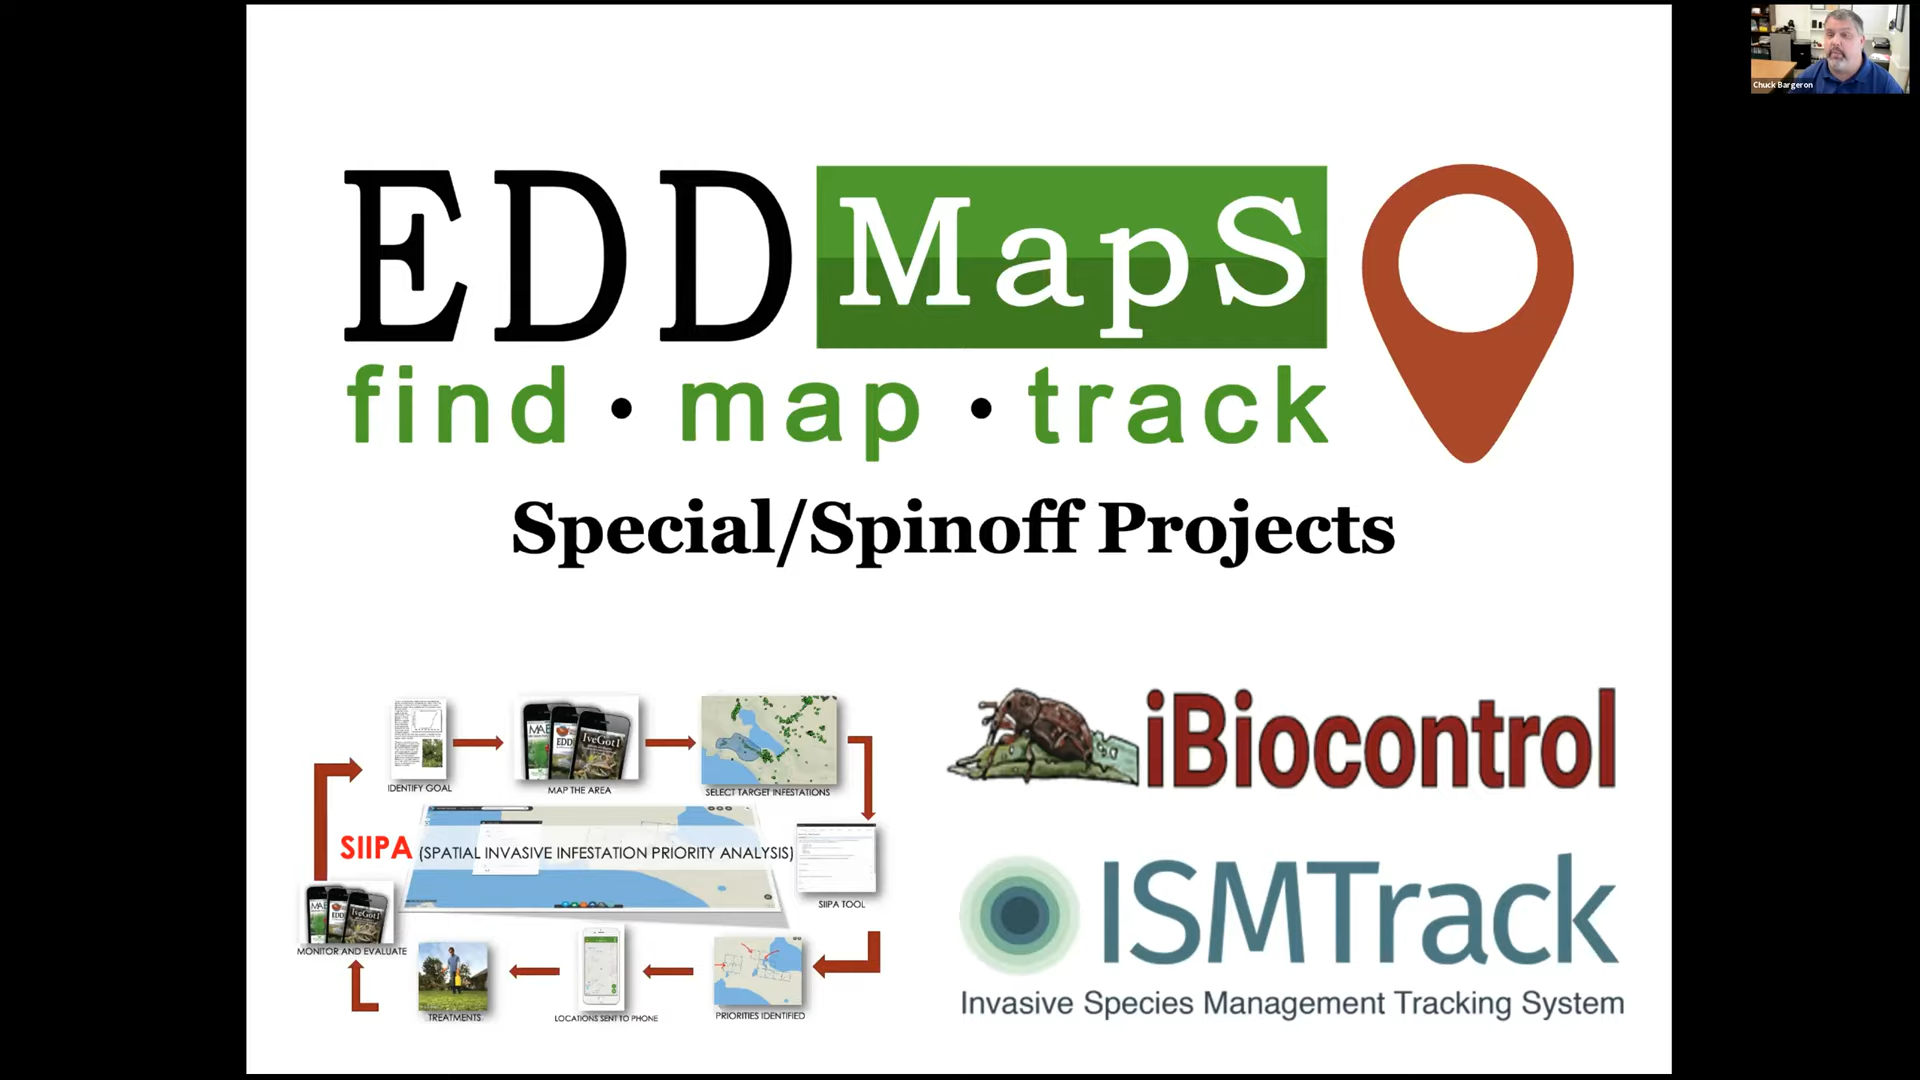 Chuck Bargeron
EDDMapS
find • map • track
Special/Spinoff Projects
IDENTIFY GOAL
MAP THE AREA
SELECT TARGET INFESTATIONS
SIIPA (SPATIAL INVASIVE INFESTATION PRIORITY ANALYSIS)
SIIPA TOOL
MONITOR AND EVALUATE
TREATMENTS
LOCATIONS SENT TO PHONE
PRIORITIES IDENTIFIED
IveGot1
IveGot1
iBiocontrol
ISMTrack
Invasive Species Management Tracking System